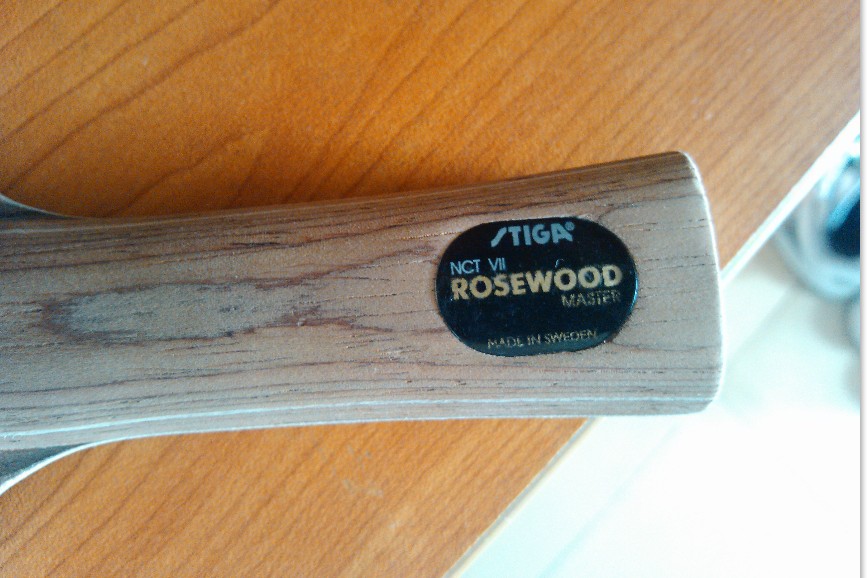 STIGA®
NCT VII
ROSEWOOD
MASTER
MADE IN SWEDEN